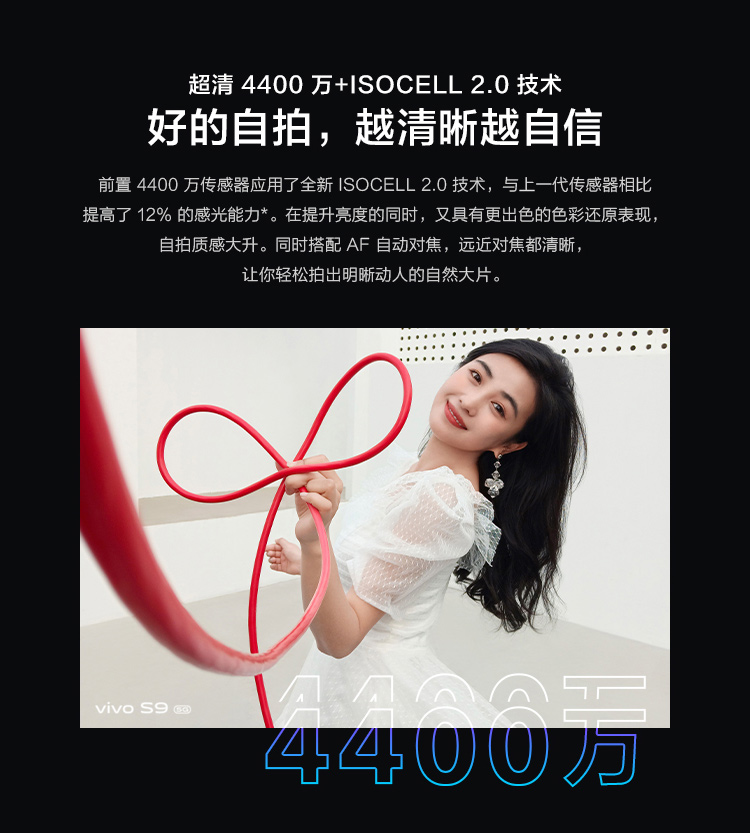 超清 4400 万+ISOCELL 2.0 技术
好的自拍，越清晰越自信
前置 4400 万传感器应用了全新 ISOCELL 2.0 技术，与上一代传感器相比
提高了 12% 的感光能力*。在提升亮度的同时，又具有更出色的色彩还原表现，
自拍质感大升。同时搭配 AF 自动对焦，远近对焦都清晰，
让你轻松拍出明晰动人的自然大片。
vivo S9 5G
4400万